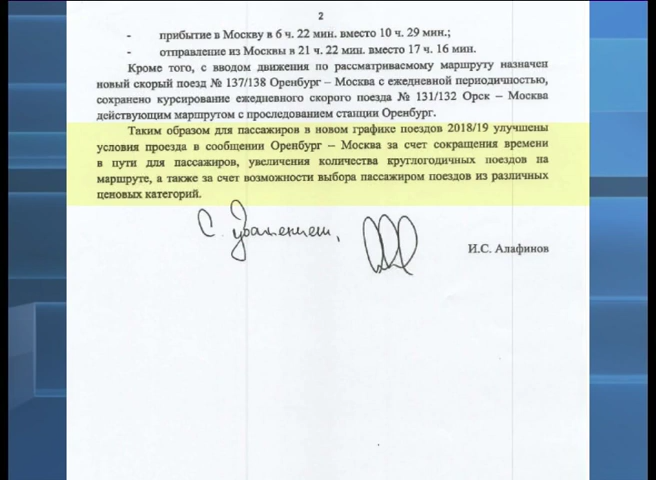 2
- прибытие в Москву в 6 ч. 22 мин. вместо 10 ч. 29 мин.;
- отправление из Москвы в 21 ч. 22 мин. вместо 17 ч. 16 мин.
Кроме того, с вводом движения по рассматриваемому маршруту назначен
новый скорый поезд № 137/138 Оренбург – Москва с ежедневной периодичностью,
сохранено курсирование ежедневного скорого поезда № 131/132 Орск – Москва
действующим маршрутом с проследованием станции Оренбург.
Таким образом для пассажиров в новом графике поездов 2018/19 улучшены
условия проезда в сообщении Оренбург – Москва за счет сокращения времени
в пути для пассажиров, увеличения количества круглогодичных поездов на
маршруте, а также за счет возможности выбора пассажиром поездов из различных
ценовых категорий.
С уважением,
И.С. Алафинов